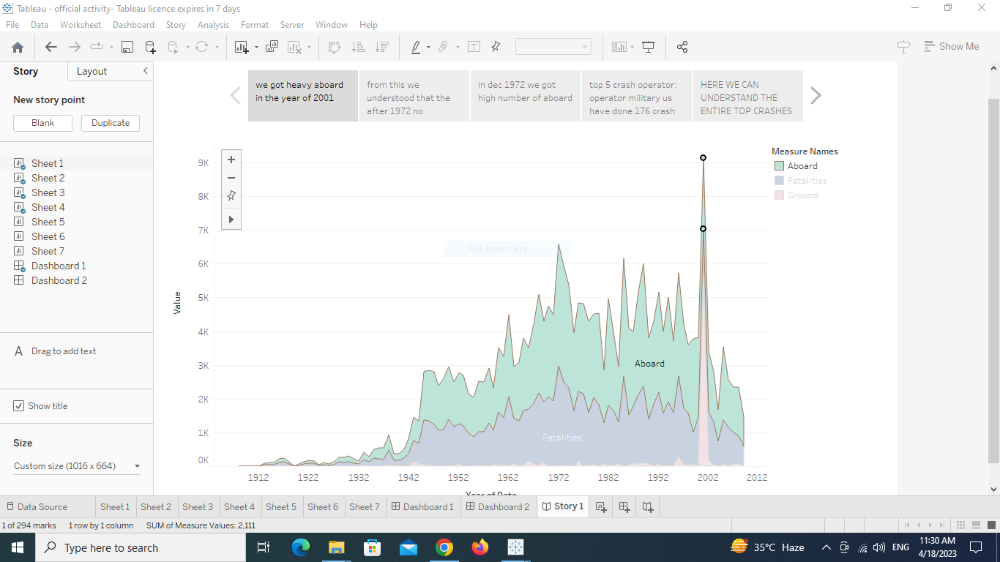 Tableau - official activity- Tableau licence expires in 7 days
File Data Worksheet Dashboard Story Analysis Format Server Window Help
Show Me
Story Layout
New story point
Blank Duplicate
Sheet 1
Sheet 2
Sheet 3
Sheet 4
Sheet 5
Sheet 6
Sheet 7
Dashboard 1
Dashboard 2
A Drag to add text
Show title
Size
Custom size (1016 x 664)
we got heavy aboard
in the year of 2001
from this we
understood that the
after 1972 no
in dec 1972 we got
high number of aboard
top 5 crash operator:
operator military us
have done 176 crash
HERE WE CAN
UNDERSTAND THE
ENTIRE TOP CRASHES
Measure Names
Aboard
Fatalities
Ground
9K
8K
7K
6K
5K
4K
3K
2K
1K
0K
Value
Full-screen Snip
Aboard
Fatalities
1912 1922 1932 1942 1952 1962 1972 1982 1992 2002 2012
Year of Date
Data Source Sheet 1 Sheet 2 Sheet 3 Sheet 4 Sheet 5 Sheet 6 Sheet 7 Dashboard 1 Dashboard 2 Story 1
1 of 294 marks 1 row by 1 column SUM of Measure Values: 2,111
Type here to search
35°C Haze
ENG
11:30 AM
4/18/2023